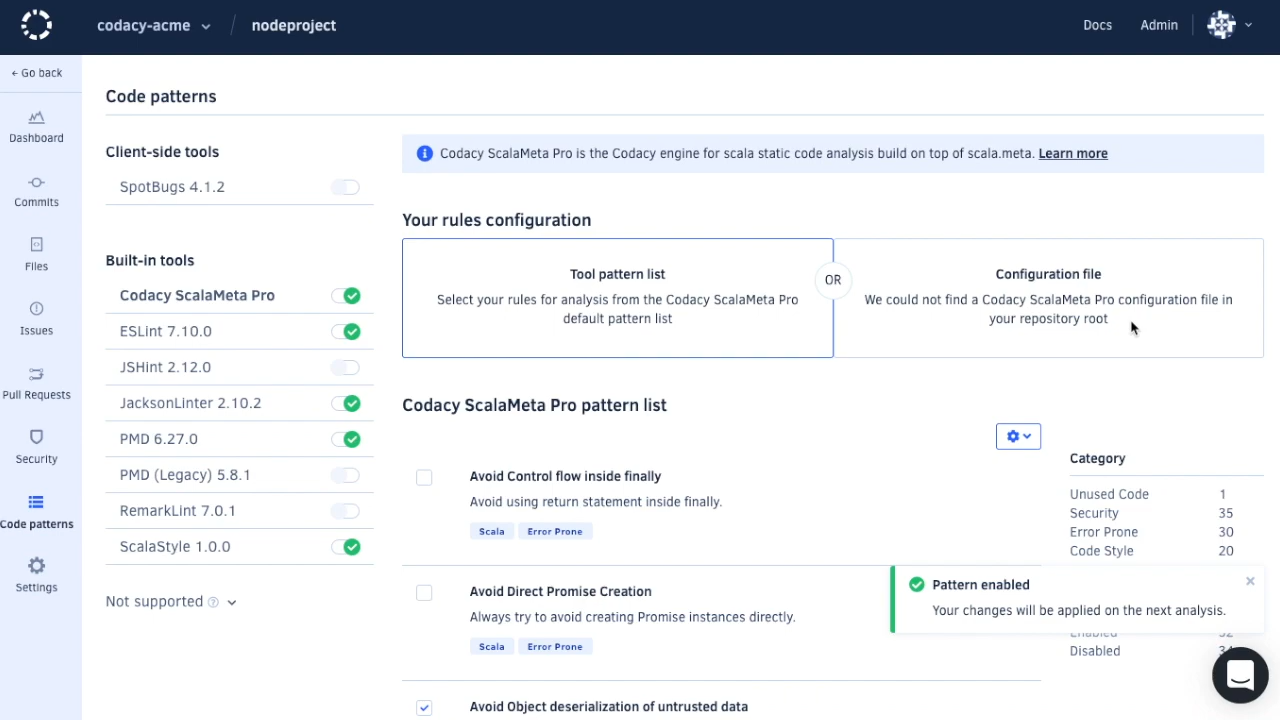 codacy-acme
nodeproject
Docs
Admin
← Go back
Dashboard
Commits
Files
Issues
Pull Requests
Security
Code patterns
Settings
Code patterns
Client-side tools
SpotBugs 4.1.2
Built-in tools
Codacy ScalaMeta Pro
ESLint 7.10.0
JSHint 2.12.0
JacksonLinter 2.10.2
PMD 6.27.0
PMD (Legacy) 5.8.1
RemarkLint 7.0.1
ScalaStyle 1.0.0
Not supported
Codacy ScalaMeta Pro is the Codacy engine for scala static code analysis build on top of scala.meta. Learn more
Your rules configuration
Tool pattern list
Select your rules for analysis from the Codacy ScalaMeta Pro
default pattern list
OR
Configuration file
We could not find a Codacy ScalaMeta Pro configuration file in
your repository root
Codacy ScalaMeta Pro pattern list
Avoid Control flow inside finally
Avoid using return statement inside finally.
Scala Error Prone
Avoid Direct Promise Creation
Always try to avoid creating Promise instances directly.
Scala Error Prone
Avoid Object deserialization of untrusted data
Category
Unused Code 1
Security 35
Error Prone 30
Code Style 20
Pattern enabled
Your changes will be applied on the next analysis.
Enabled
Disabled